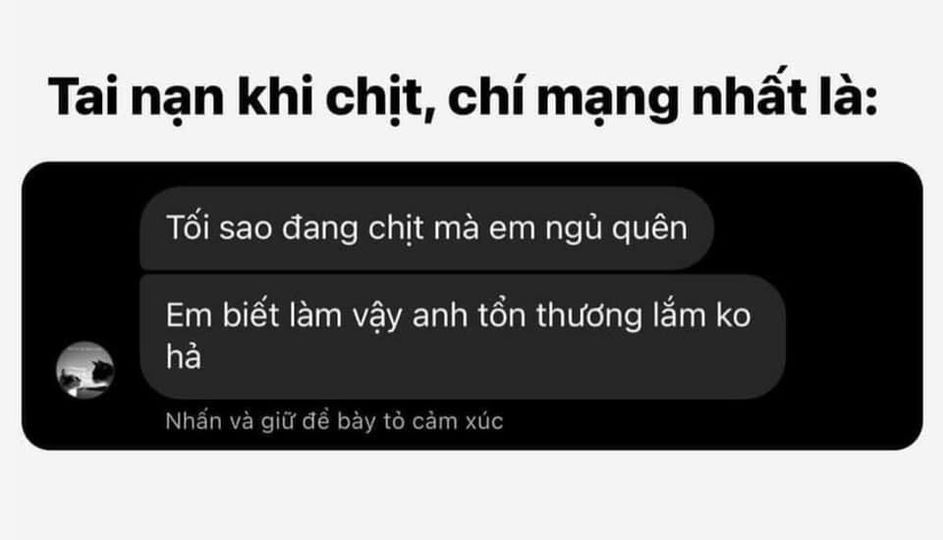 Tai nạn khi chịt, chí mạng nhất là:
Tối sao đang chịt mà em ngủ quên
Em biết làm vậy anh tổn thương lắm ko
hả
Nhấn và giữ để bày tỏ cảm xúc